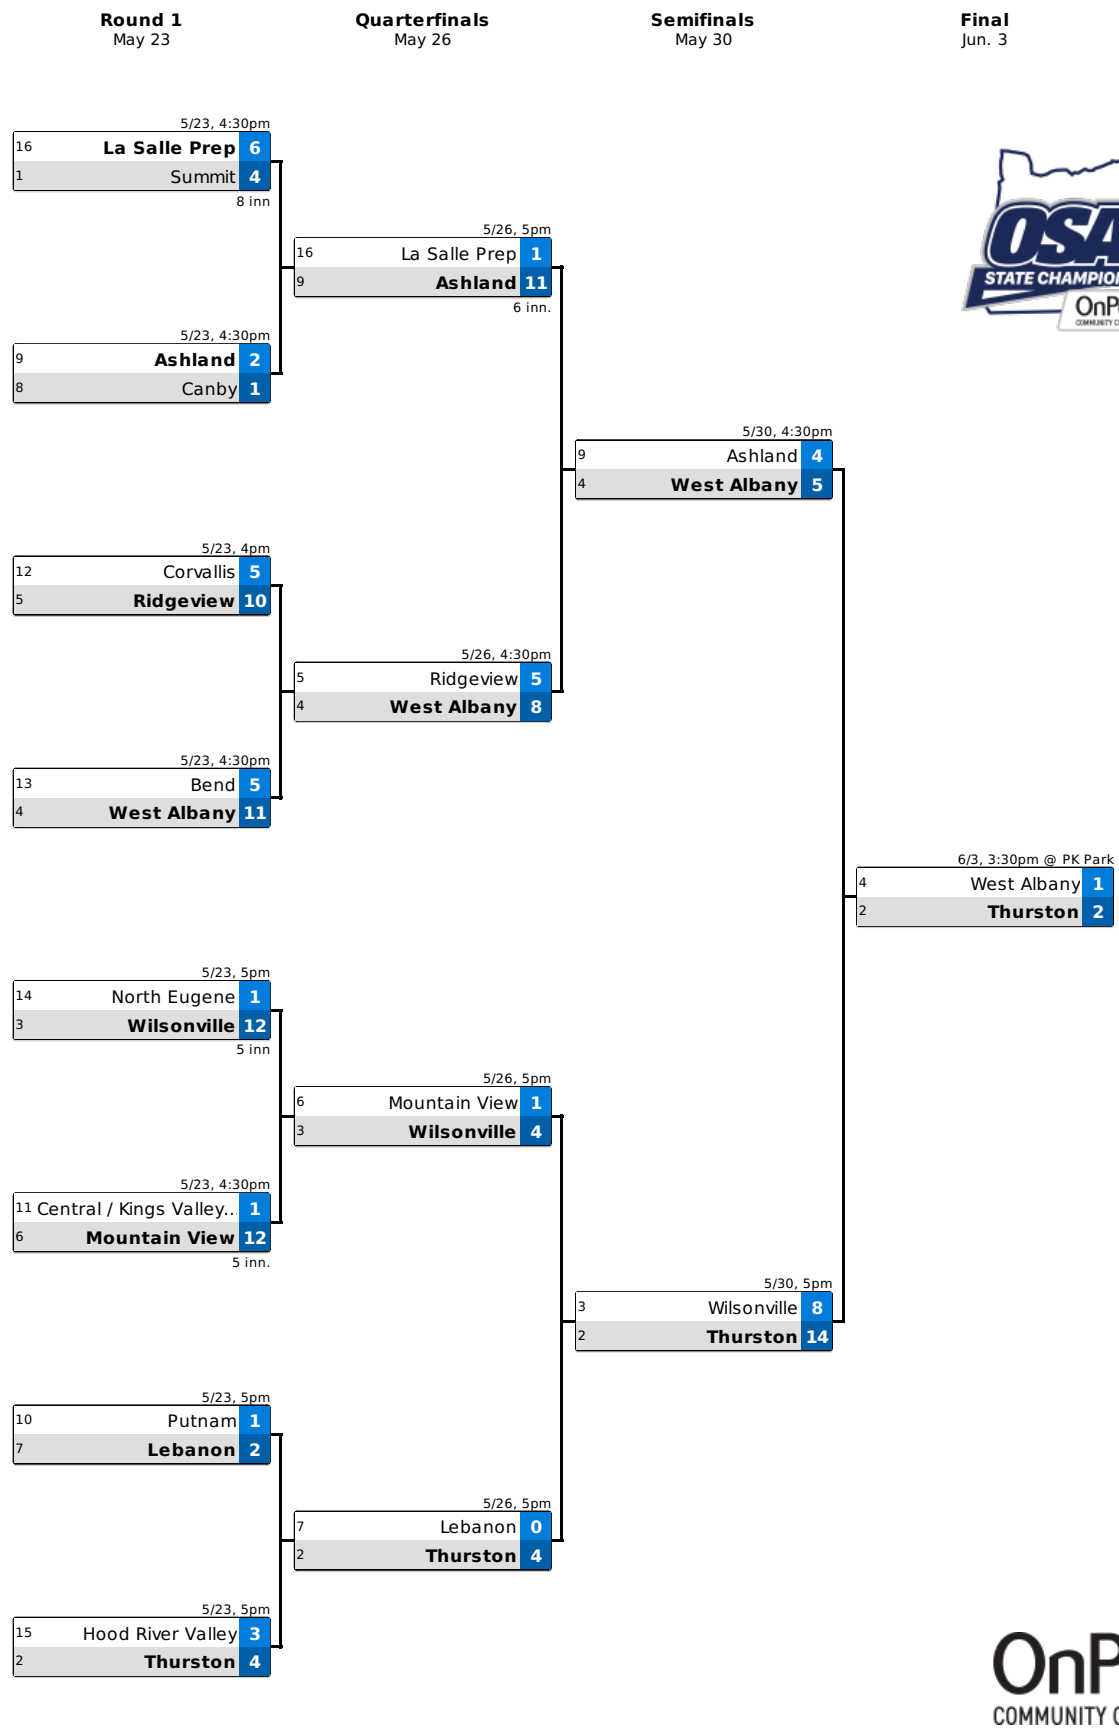 Round 1
May 23
Quarterfinals
May 26
Semifinals
May 30
Final
Jun. 3
5/23, 4:30pm
16 La Salle Prep 6
1 Summit 4
8 inn
5/26, 5pm
16 La Salle Prep 1
9 Ashland 11
6 inn.
5/23, 4:30pm
9 Ashland 2
8 Canby 1
5/30, 4:30pm
9 Ashland 4
4 West Albany 5
5/23, 4pm
12 Corvallis 5
5 Ridgeview 10
5/26, 4:30pm
5 Ridgeview 5
4 West Albany 8
5/23, 4:30pm
13 Bend 5
4 West Albany 11
6/3, 3:30pm @ PK Park
4 West Albany 1
2 Thurston 2
5/23, 5pm
14 North Eugene 1
3 Wilsonville 12
5 inn
5/26, 5pm
6 Mountain View 1
3 Wilsonville 4
5/23, 4:30pm
11 Central / Kings Valley... 1
6 Mountain View 12
5 inn.
5/30, 5pm
3 Wilsonville 8
2 Thurston 14
5/23, 5pm
10 Putnam 1
7 Lebanon 2
5/26, 5pm
7 Lebanon 0
2 Thurston 4
5/23, 5pm
15 Hood River Valley 3
2 Thurston 4
OSA
STATE CHAMPIO
OnP
COMMUNITY C
OnP
COMMUNITY C